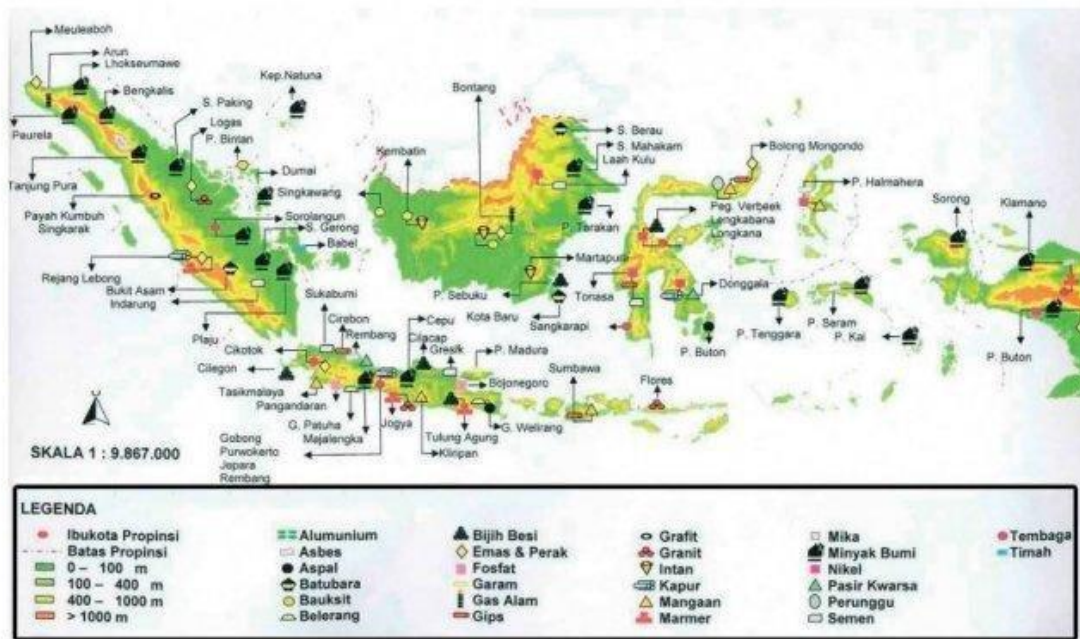 Meuleaboh
Arun
Lhokseumawe
Bengkalis
Kep.Natuna
Bontang
S. Paking
Logas
P. Bintan
S. Berau
S. Mahakam
Laah Kulu
Bolong Mongondo
Peurela
Kembatin
Dumai
P. Halmahera
Tanjung Pura
Singkawang
Peg. Verbeek
Lengkabana
Longkana
Sorong
Klamano
Payah Kumbuh
Singkarak
Sorolangun
S. Gerong
P. Tarakan
Babel
Martapura
Rejang Lebong
Donggala
Bukit Asam
Indarung
Sukabumi
P. Sebuku
Tonasa
Kota Baru
Sangkarapi
Cirebon
Rembang
Cepu
Cilacap
Gresik
P. Tenggara
P. Seram
P. Kai
Plaju
Cikotok
P. Madura
P. Buton
P. Buton
Cilegon
Bojonegoro
Sumbawa
Flores
Tasikmalaya
Pangandaran
G. Patuha
Majalengka
Jogya
Tulung Agung
G. Welirang
Kliripan
SKALA 1 : 9.867.000
Gobong
Purwokerto
Jepara
Rembang
LEGENDA
Ibukota Propinsi
Batas Propinsi
0 – 100 m
100 – 400 m
400 – 1000 m
> 1000 m
Alumunium
Asbes
Aspal
Batubara
Bauksit
Belerang
Bijih Besi
Emas & Perak
Fosfat
Garam
Gas Alam
Gips
Grafit
Granit
Intan
Kapur
Mangaan
Marmer
Mika
Minyak Bumi
Nikel
Pasir Kwarsa
Perunggu
Semen
Tembaga
Timah